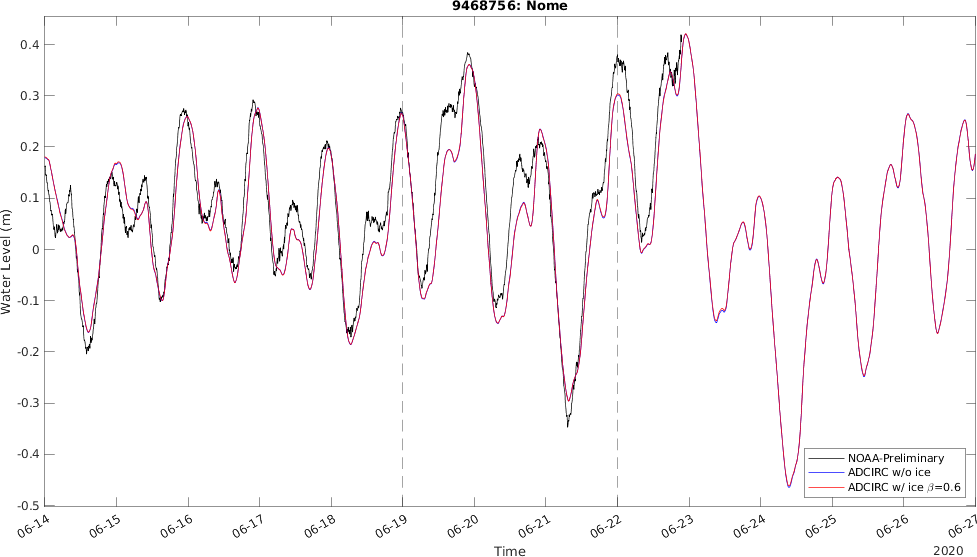 9468756: Nome
0.4
0.3
0.2
0.1
0
-0.1
-0.2
-0.3
-0.4
-0.5
Water Level (m)
NOAA-Preliminary
ADCIRC w/o ice
ADCIRC w/ ice β=0.6
06-14 06-15 06-16 06-17 06-18 06-19 06-20 06-21 06-22 06-23 06-24 06-25 06-26 06-27
2020
Time